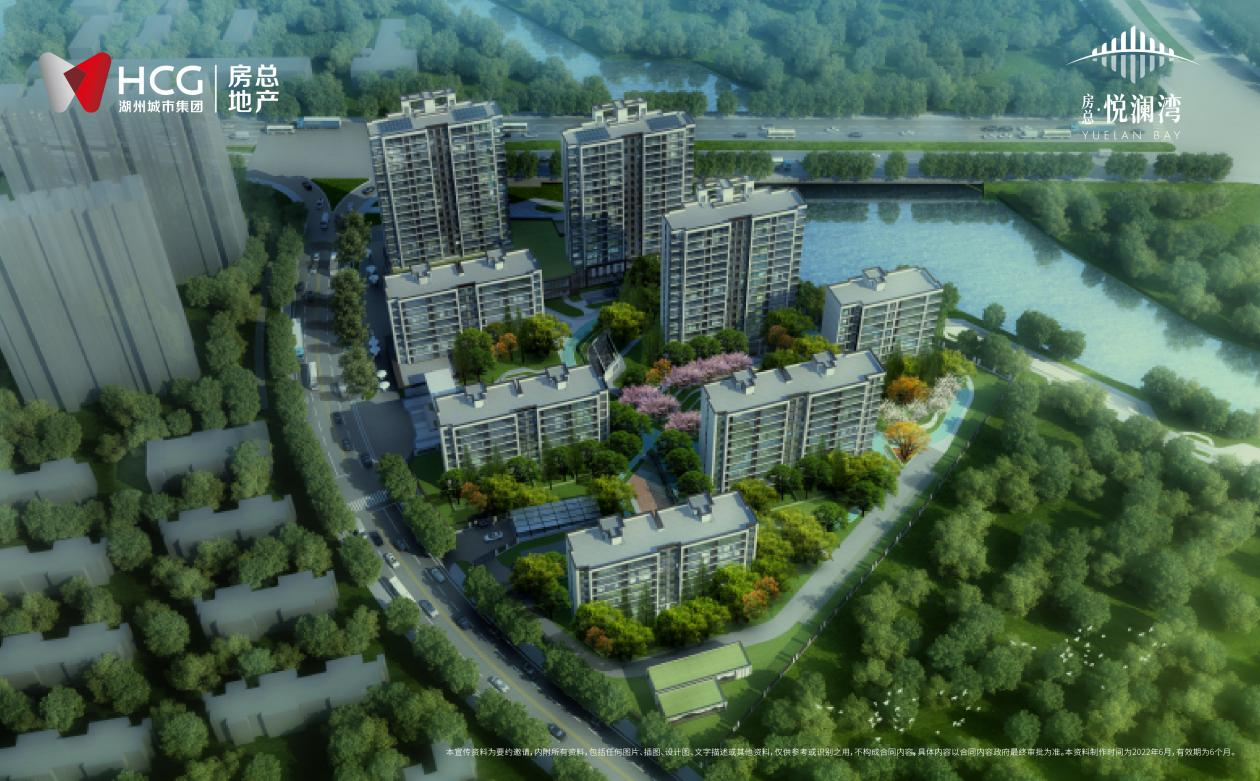 HCG
湖州城市集团
房总
地产
房总·悦澜湾
YUELAN BAY
本宣传资料为要约邀请,内附所有资料,包括任何图片、插图、设计图、文字描述或其他资料,仅供参考或识别之用,不构成合同内容。具体内容以合同内容政府最终审批为准。本资料制作时间为2022年6月,有效期为6个月。